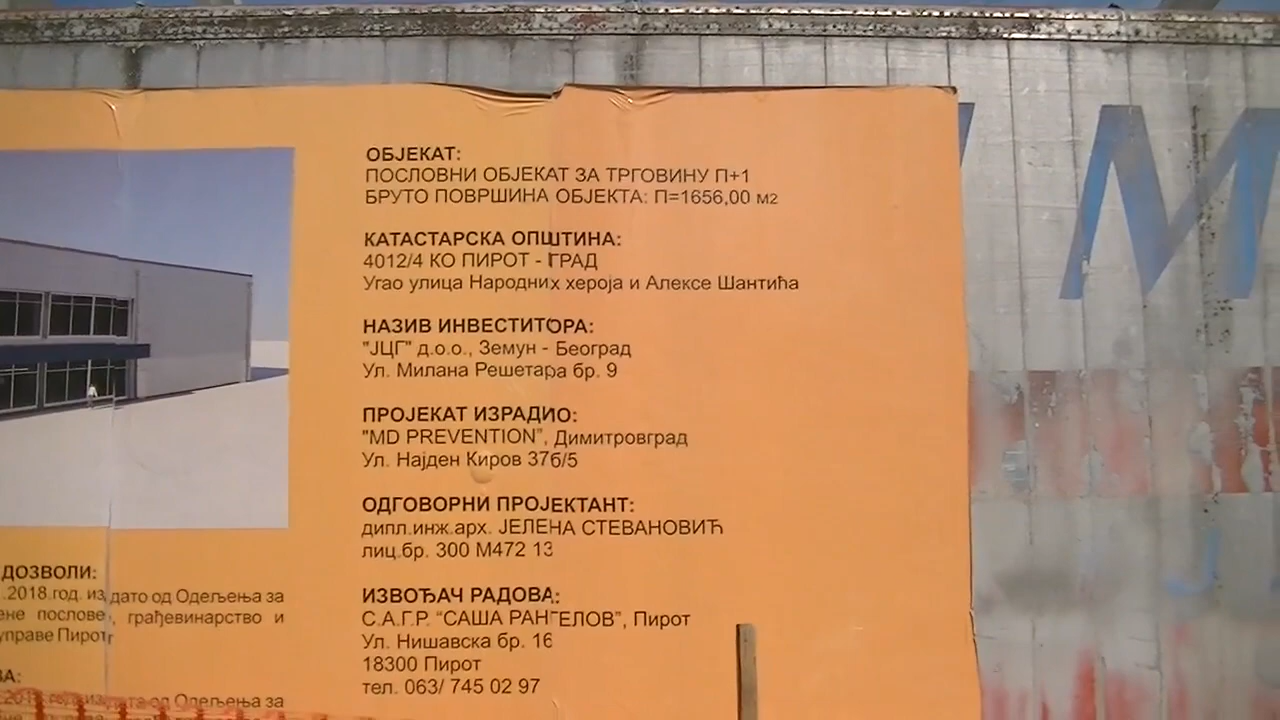 ОБЈЕКАТ:
ПОСЛОВНИ ОБЈЕКАТ ЗА ТРГОВИНУ П+1
БРУТО ПОВРШИНА ОБЈЕКТА: П=1656,00 м2
КАТАСТАРСКА ОПШТИНА:
4012/4 КО ПИРОТ - ГРАД
Угао улица Народних хероја и Алексе Шантића
НАЗИВ ИНВЕСТИТОРА:
"ЈЦГ" д.о.о., Земун - Београд
Ул. Милана Решетара бр. 9
ПРОЈЕКАТ ИЗРАДИО:
"MD PREVENTION", Димитровград
Ул. Најден Киров 37б/5
ОДГОВОРНИ ПРОЈЕКТАНТ:
дипл.инж.арх. ЈЕЛЕНА СТЕВАНОВИЋ
лиц.бр. 300 М472 13
ИЗВОЂАЧ РАДОВА:
С.А.Г.Р. "САША РАНГЕЛОВ", Пирот
Ул. Нишавска бр. 16
18300 Пирот
тел. 063/ 745 02 97
ДОЗВОЛИ:
.2018.год. издато од Одељења за
послове, грађевинарство и
управе Пирот
од Одељења за
М